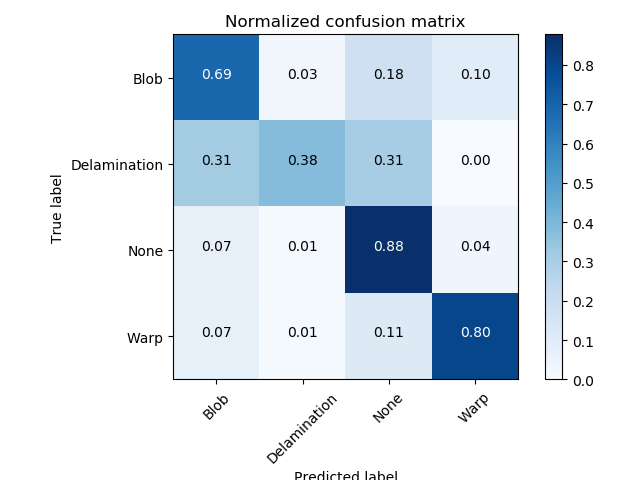 Normalized confusion matrix
True label
Blob 0.69 0.03 0.18 0.10
Delamination 0.31 0.38 0.31 0.00
None 0.07 0.01 0.88 0.04
Warp 0.07 0.01 0.11 0.80
Blob Delamination None Warp
Predicted label
0.8
0.7
0.6
0.5
0.4
0.3
0.2
0.1
0.0